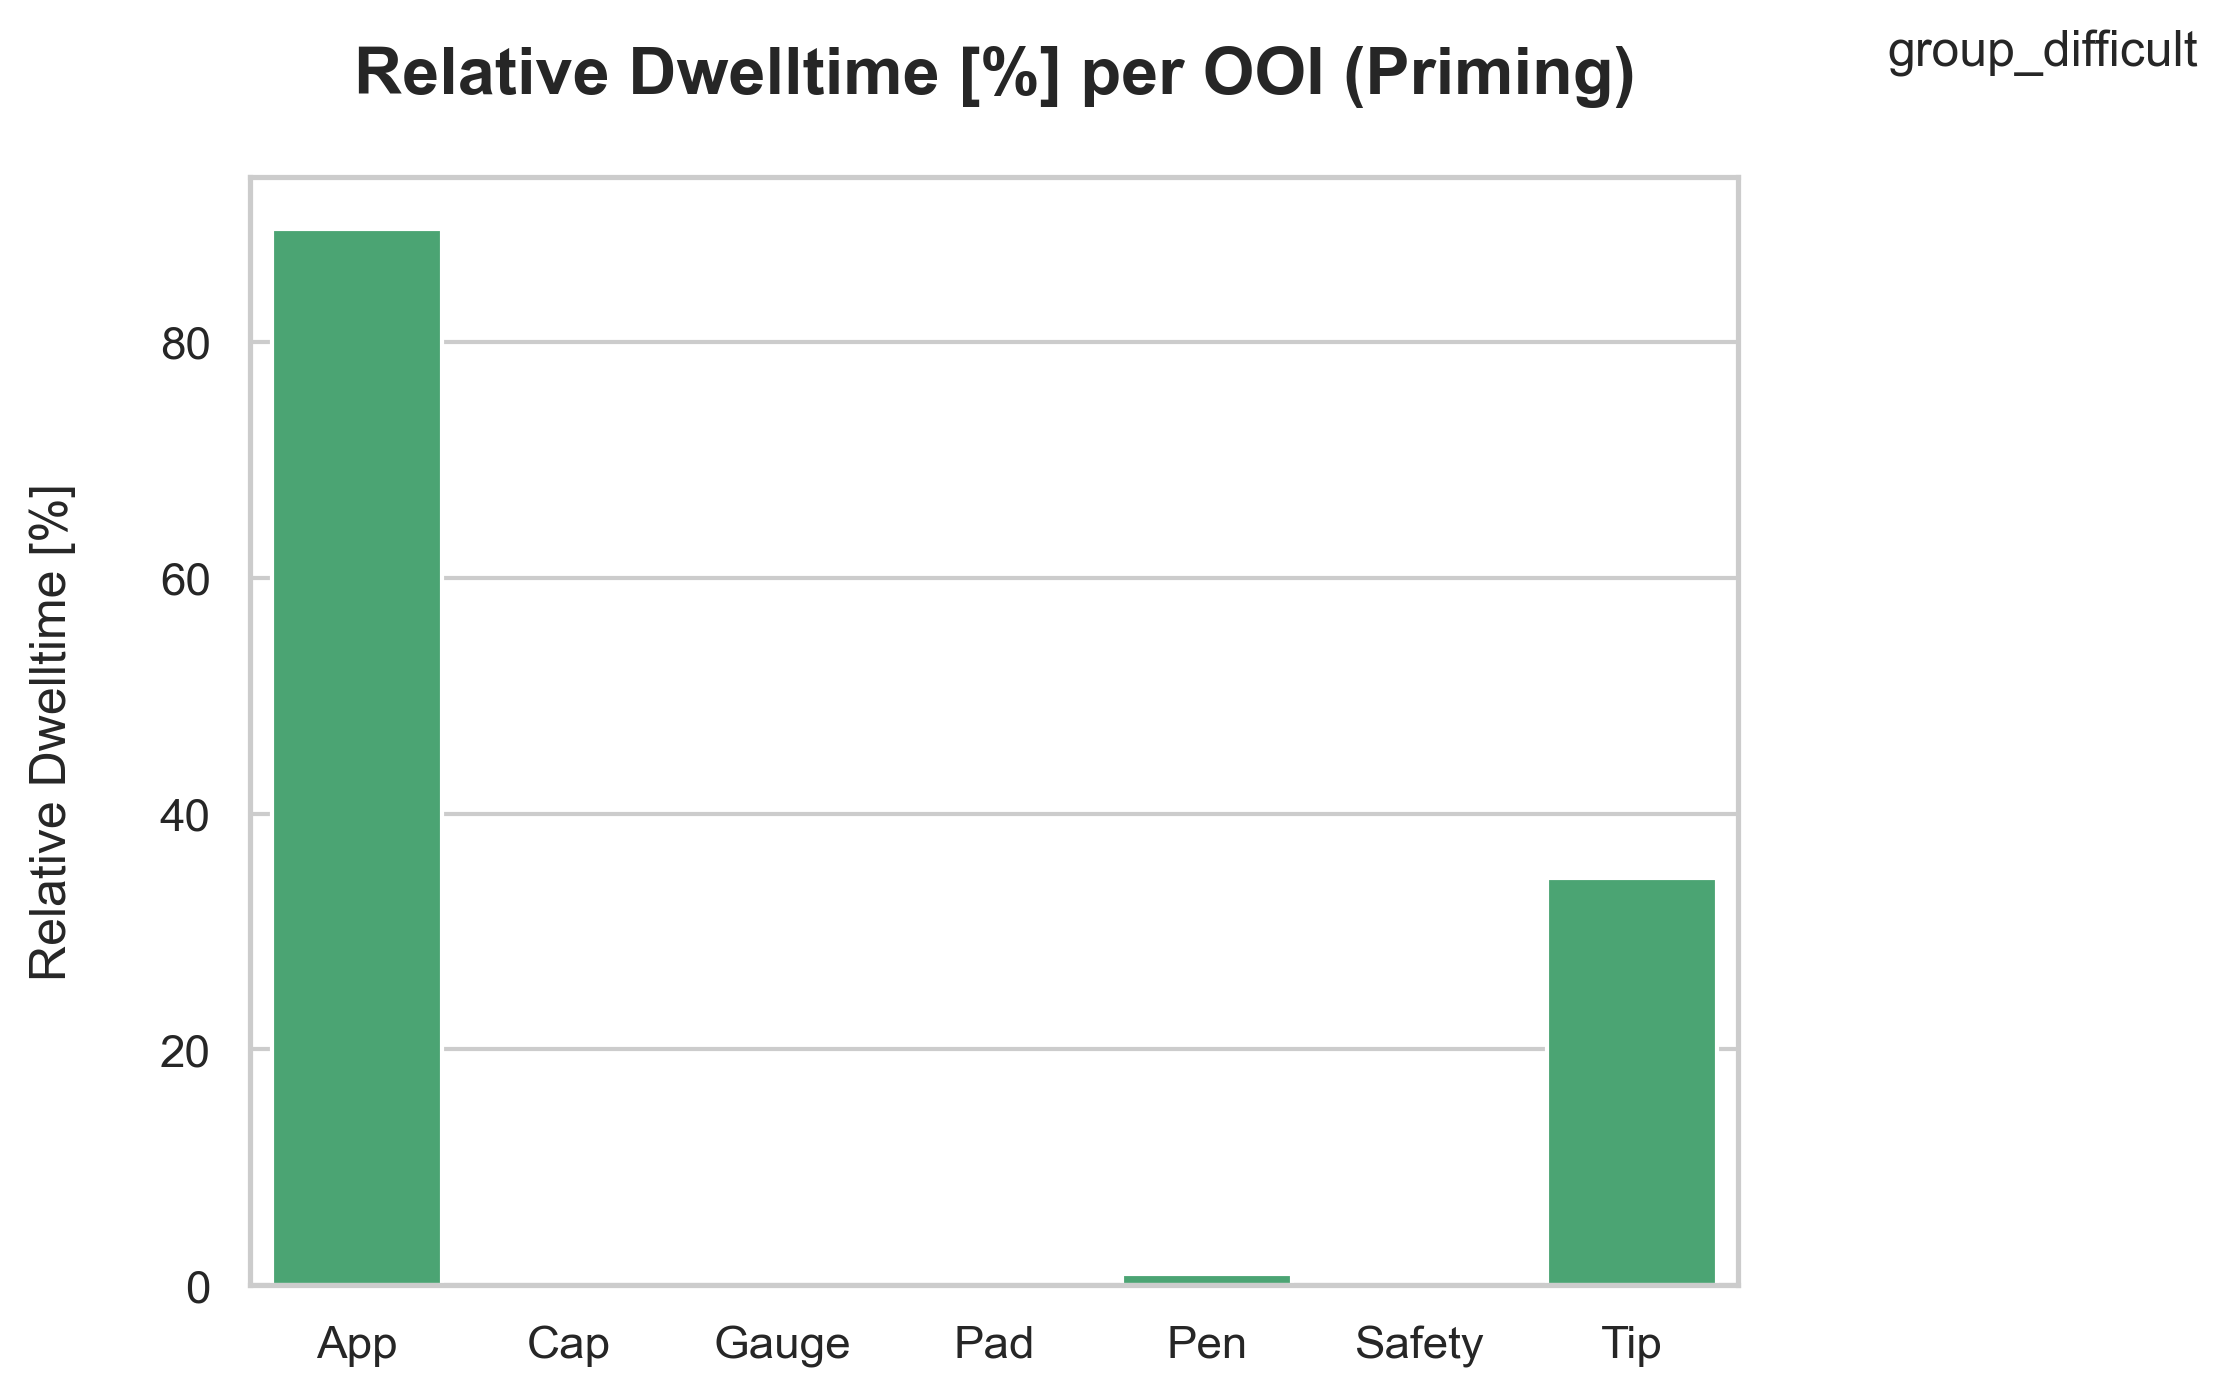 group_difficult
Relative Dwelltime [%] per OOI (Priming)
Relative Dwelltime [%]
80
60
40
20
0
App Cap Gauge Pad Pen Safety Tip